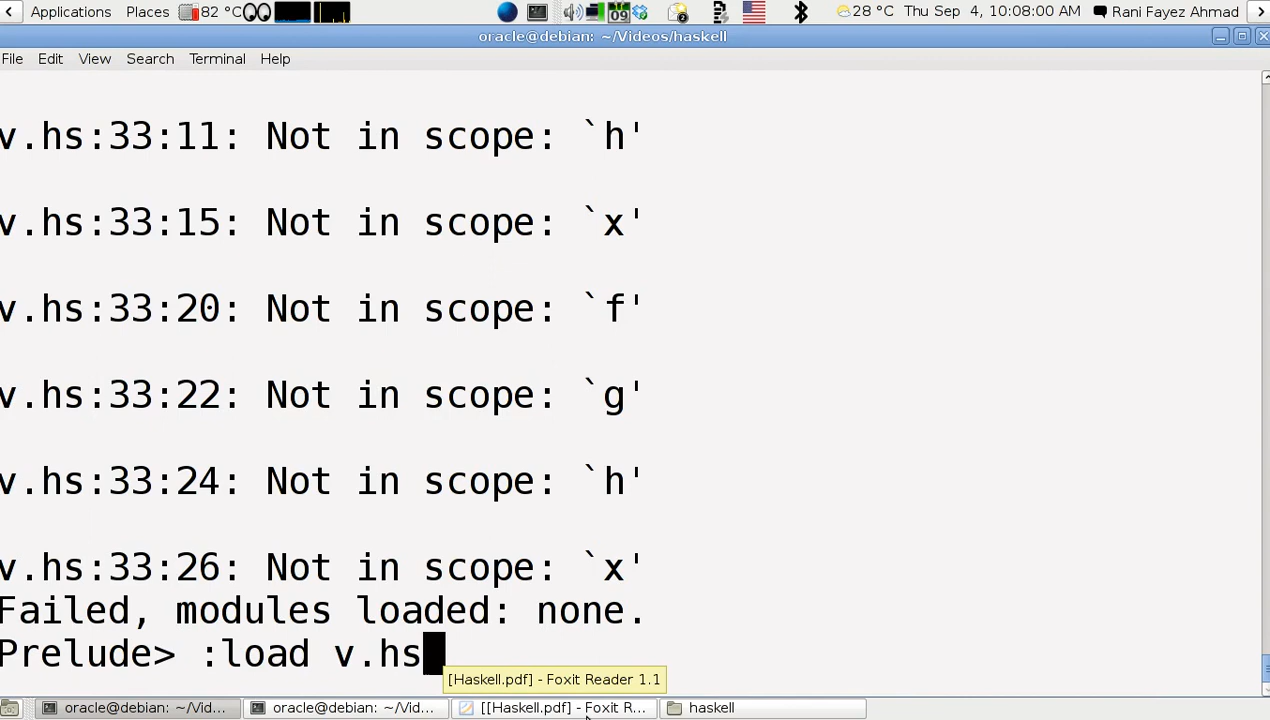 Applications Places 82 °C 09 2 28 °C Thu Sep 4, 10:08:00 AM Rani Fayez Ahmad
oracle@debian: ~/Videos/haskell
File Edit View Search Terminal Help
v.hs:33:11: Not in scope: `h'
v.hs:33:15: Not in scope: `x'
v.hs:33:20: Not in scope: `f'
v.hs:33:22: Not in scope: `g'
v.hs:33:24: Not in scope: `h'
v.hs:33:26: Not in scope: `x'
Failed, modules loaded: none.
Prelude> :load v.hs
[Haskell.pdf] - Foxit Reader 1.1
oracle@debian: ~/Vid... oracle@debian: ~/Vid... [[Haskell.pdf] - Foxit R... haskell